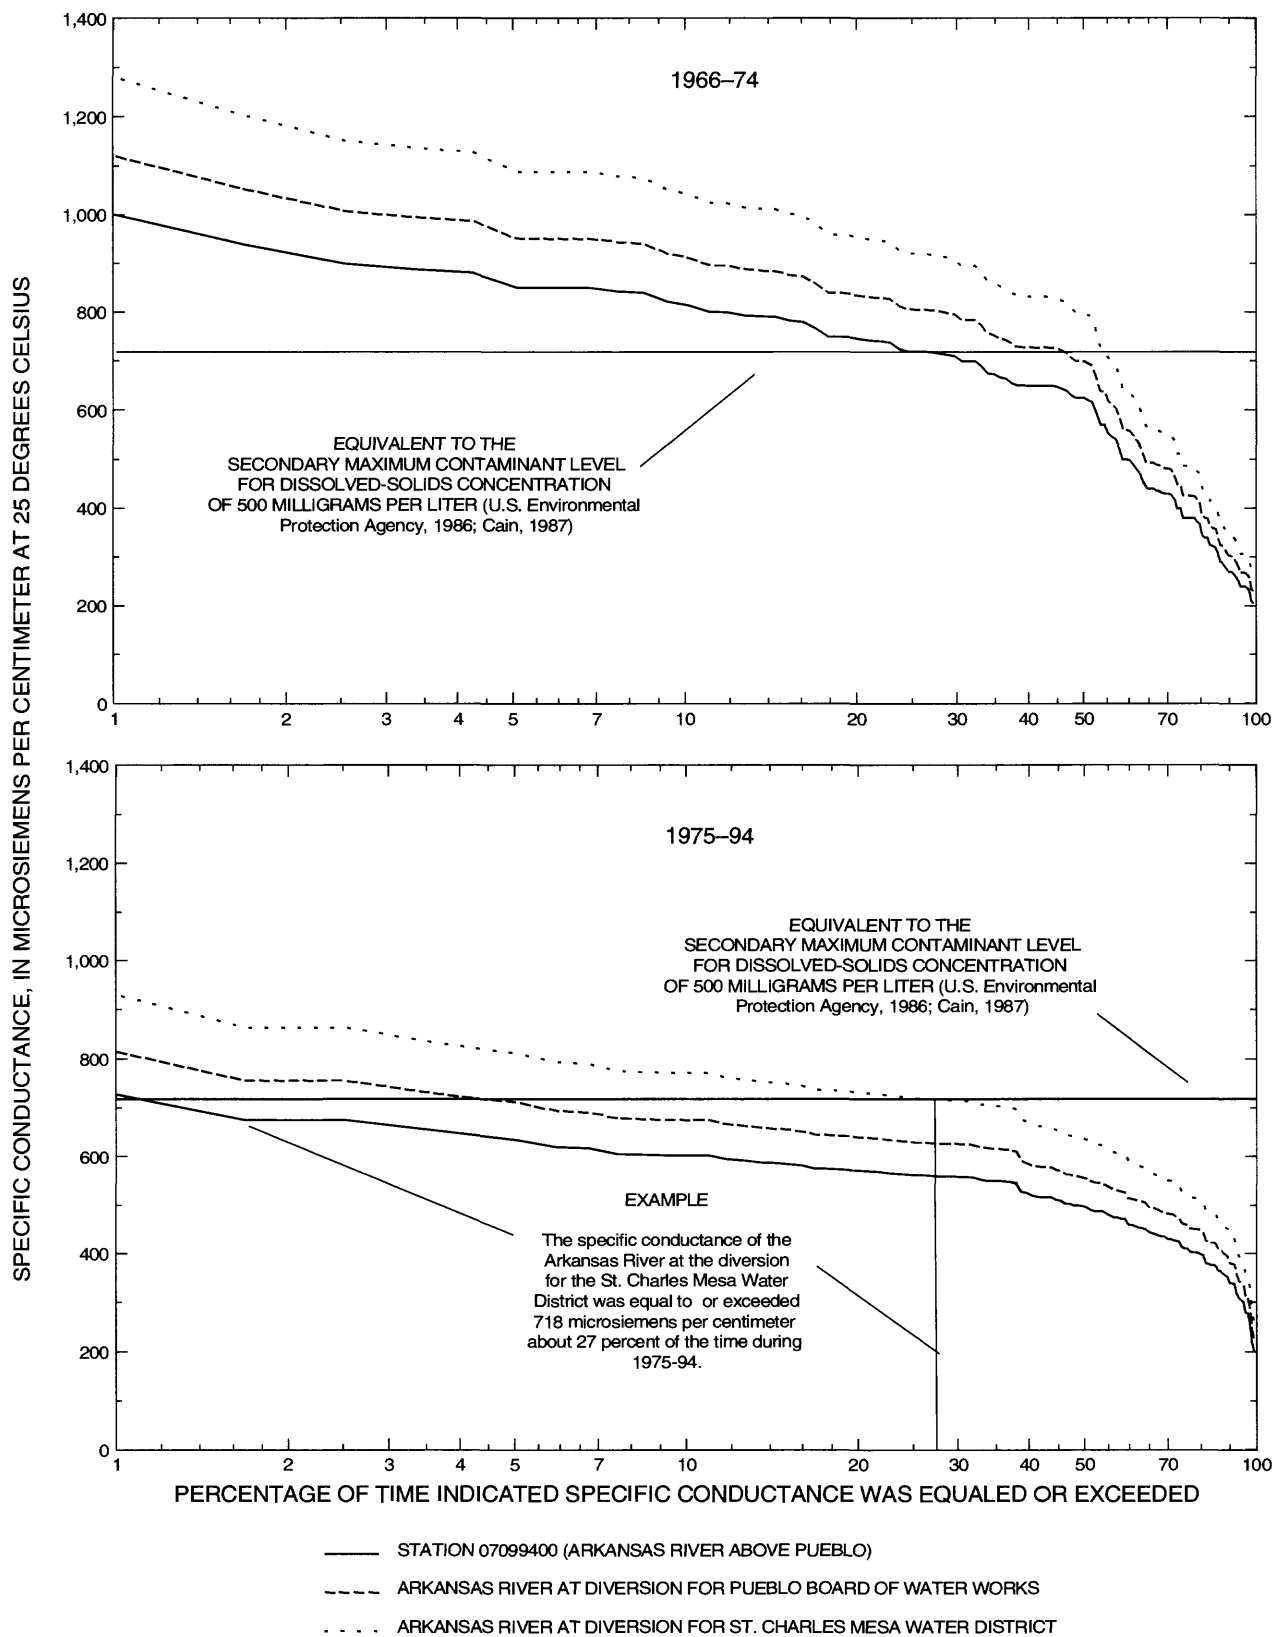 SPECIFIC CONDUCTANCE, IN MICROSIEMENS PER CENTIMETER AT 25 DEGREES CELSIUS
1,400
1,200
1,000
800
600
400
200
0
1966–74
EQUIVALENT TO THE
SECONDARY MAXIMUM CONTAMINANT LEVEL
FOR DISSOLVED-SOLIDS CONCENTRATION
OF 500 MILLIGRAMS PER LITER (U.S. Environmental
Protection Agency, 1986; Cain, 1987)
1 2 3 4 5 7 10 20 30 40 50 70 100
1,400
1,200
1,000
800
600
400
200
0
1975–94
EQUIVALENT TO THE
SECONDARY MAXIMUM CONTAMINANT LEVEL
FOR DISSOLVED-SOLIDS CONCENTRATION
OF 500 MILLIGRAMS PER LITER (U.S. Environmental
Protection Agency, 1986; Cain, 1987)
EXAMPLE
The specific conductance of the
Arkansas River at the diversion
for the St. Charles Mesa Water
District was equal to or exceeded
718 microsiemens per centimeter
about 27 percent of the time during
1975-94.
1 2 3 4 5 7 10 20 30 40 50 70 100
PERCENTAGE OF TIME INDICATED SPECIFIC CONDUCTANCE WAS EQUALED OR EXCEEDED
STATION 07099400 (ARKANSAS RIVER ABOVE PUEBLO)
ARKANSAS RIVER AT DIVERSION FOR PUEBLO BOARD OF WATER WORKS
ARKANSAS RIVER AT DIVERSION FOR ST. CHARLES MESA WATER DISTRICT